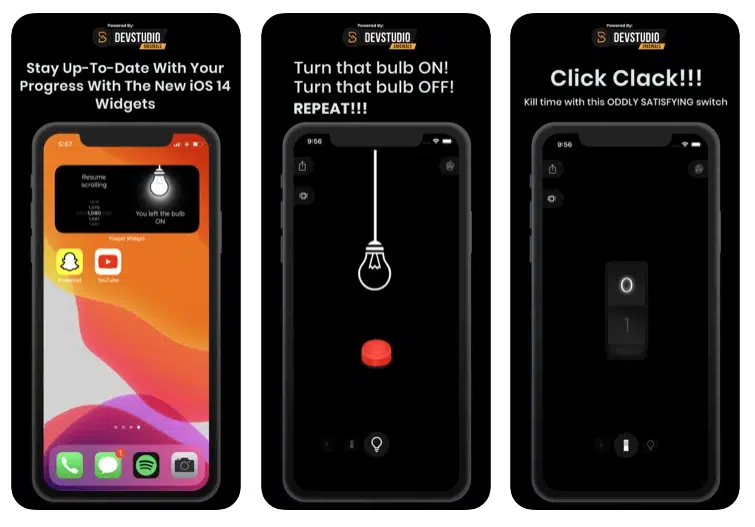 Powered By:
DEVSTUDIO
Stay Up-To-Date With Your
Progress With The New iOS 14
Widgets
5:57
Resume
scrolling
1,080
You left the bulb
ON
Fidget Widget
Snapchat
YouTube
1
Powered By:
DEVSTUDIO
Turn that bulb ON!
Turn that bulb OFF!
REPEAT!!!
9:56
Powered By:
DEVSTUDIO
Click Clack!!!
Kill time with this ODDLY SATISFYING switch
9:56
0
1